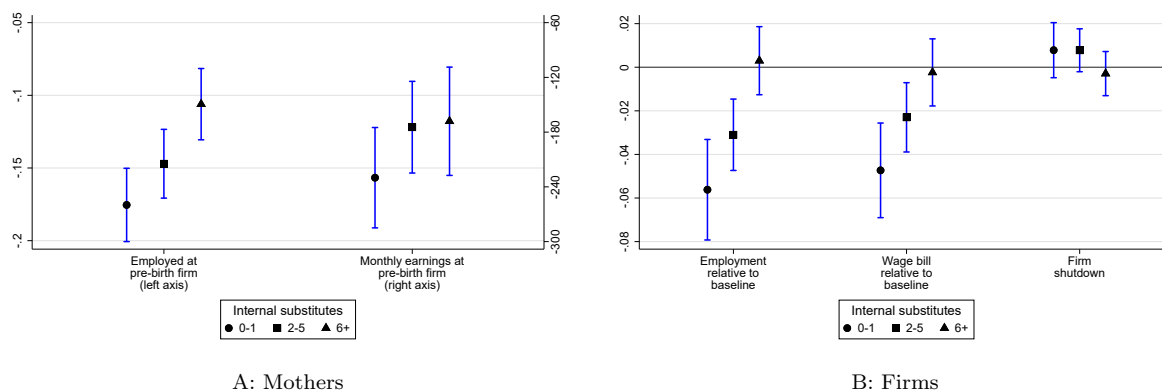 -.05
-.1
-.15
-.2
-60
-120
-180
-240
-300
Employed at
pre-birth firm
(left axis)
Monthly earnings at
pre-birth firm
(right axis)
Internal substitutes
0-1 2-5 6+
A: Mothers
.02
0
-.02
-.04
-.06
-.08
Employment
relative to
baseline
Wage bill
relative to
baseline
Firm
shutdown
Internal substitutes
0-1 2-5 6+
B: Firms